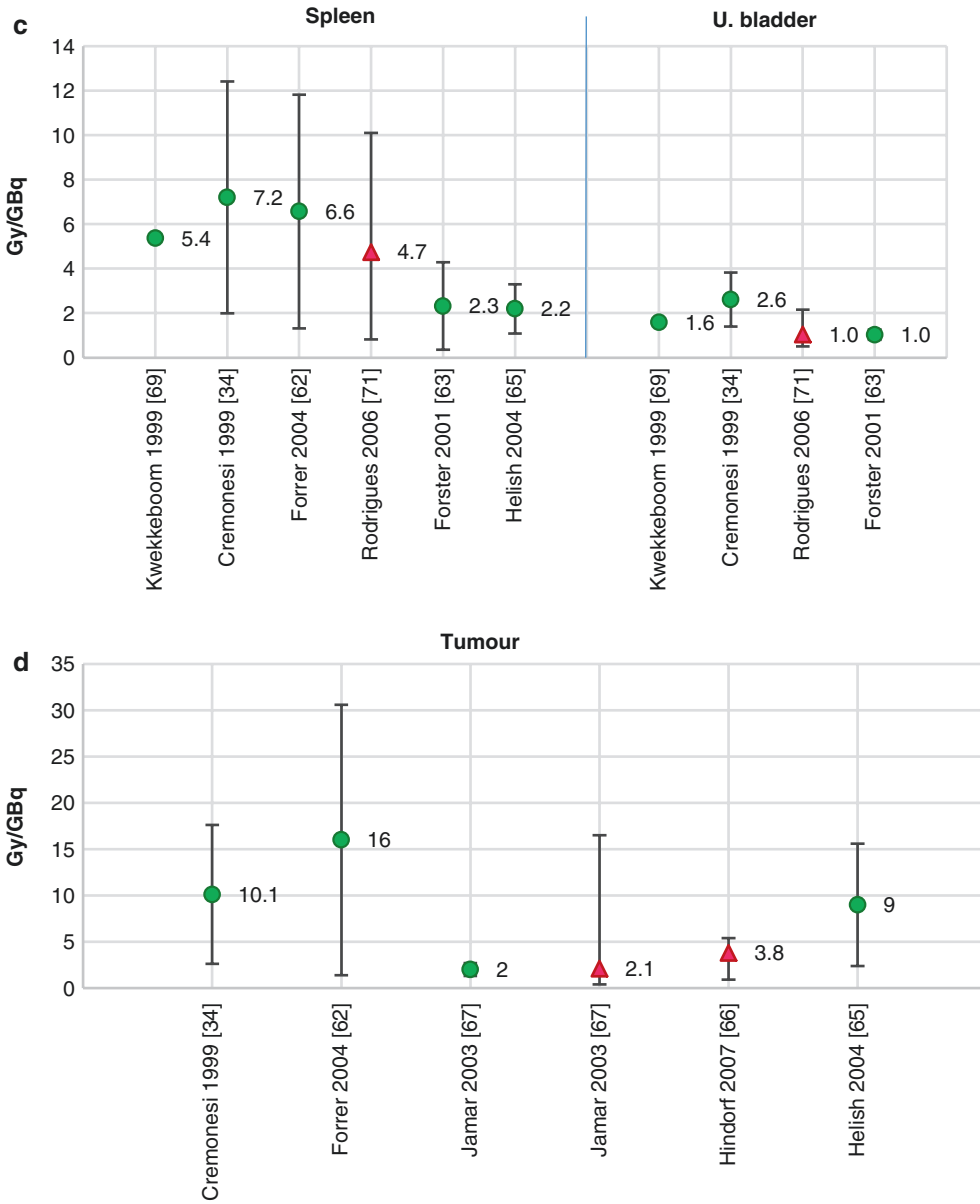 c
Spleen
U. bladder
14
12
10
8
6
4
2
0
Gy/GBq
5.4
7.2
6.6
4.7
2.3
2.2
1.6
2.6
1.0
1.0
Kwekkeboom 1999 [69]
Cremonesi 1999 [34]
Forrer 2004 [62]
Rodrigues 2006 [71]
Forster 2001 [63]
Helish 2004 [65]
Kwekkeboom 1999 [69]
Cremonesi 1999 [34]
Rodrigues 2006 [71]
Forster 2001 [63]
d
Tumour
35
30
25
20
15
10
5
0
Gy/GBq
10.1
16
2
2.1
3.8
9
Cremonesi 1999 [34]
Forrer 2004 [62]
Jamar 2003 [67]
Jamar 2003 [67]
Hindorf 2007 [66]
Helish 2004 [65]